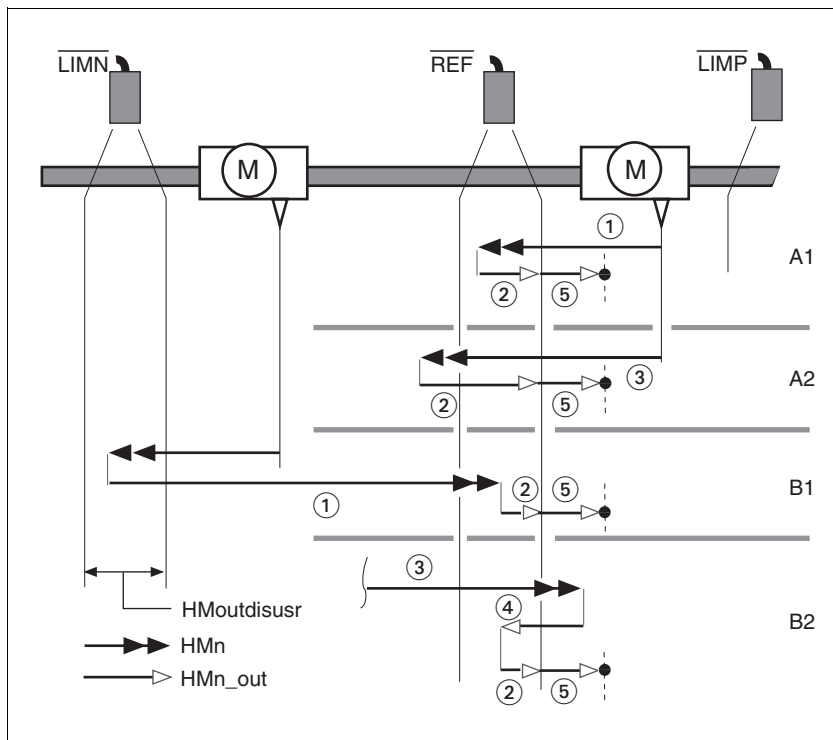 LIMN REF LIMP
M M
①
A1
② ⑤
③
A2
② ⑤
② ⑤
B1
①
③
HMoutdisusr ④
B2
HMn
HMn_out
② ⑤